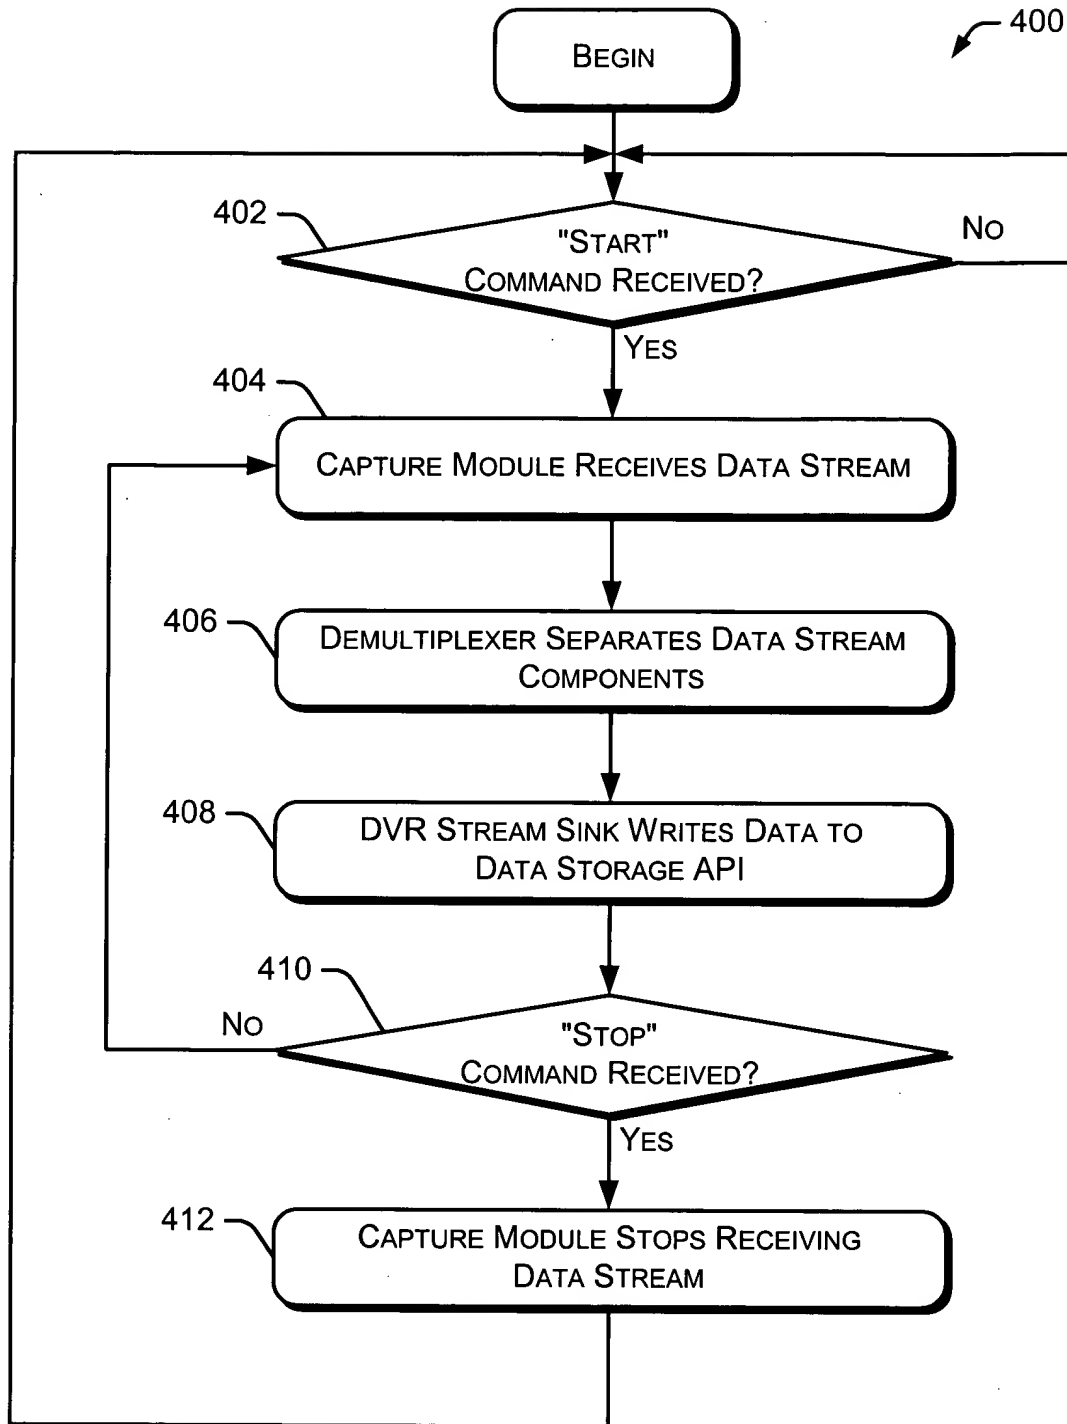 400
BEGIN
402
"START"
COMMAND RECEIVED?
NO
YES
404
CAPTURE MODULE RECEIVES DATA STREAM
406
DEMULTIPLEXER SEPARATES DATA STREAM
COMPONENTS
408
DVR STREAM SINK WRITES DATA TO
DATA STORAGE API
410
NO
"STOP"
COMMAND RECEIVED?
YES
412
CAPTURE MODULE STOPS RECEIVING
DATA STREAM